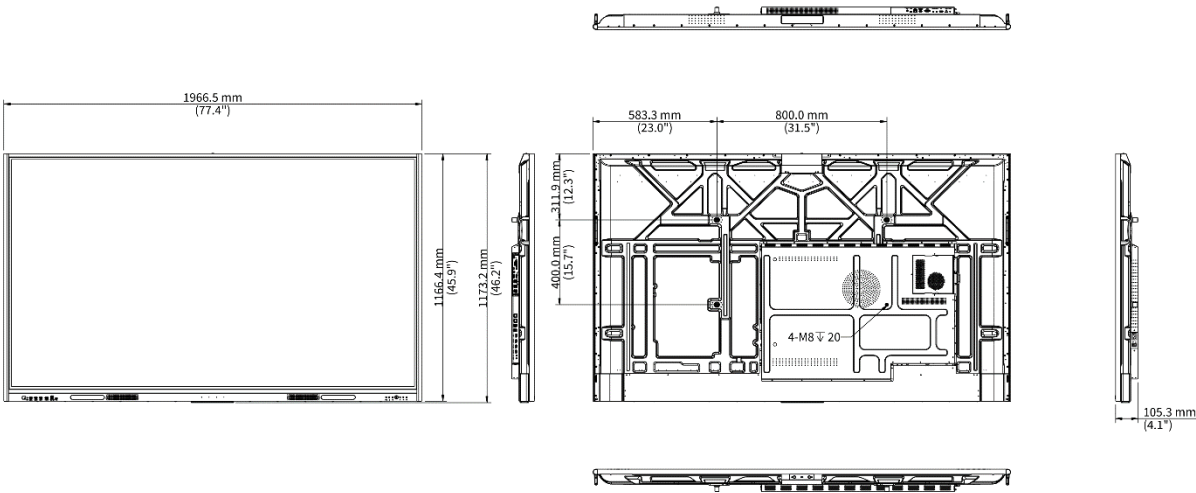 1966.5 mm
(77.4")
583.3 mm
(23.0")
800.0 mm
(31.5")
311.9 mm
(12.3")
400.0 mm
(15.7")
1166.4 mm
(45.9")
1173.2 mm
(46.2")
4-M8↧20
105.3 mm
(4.1")